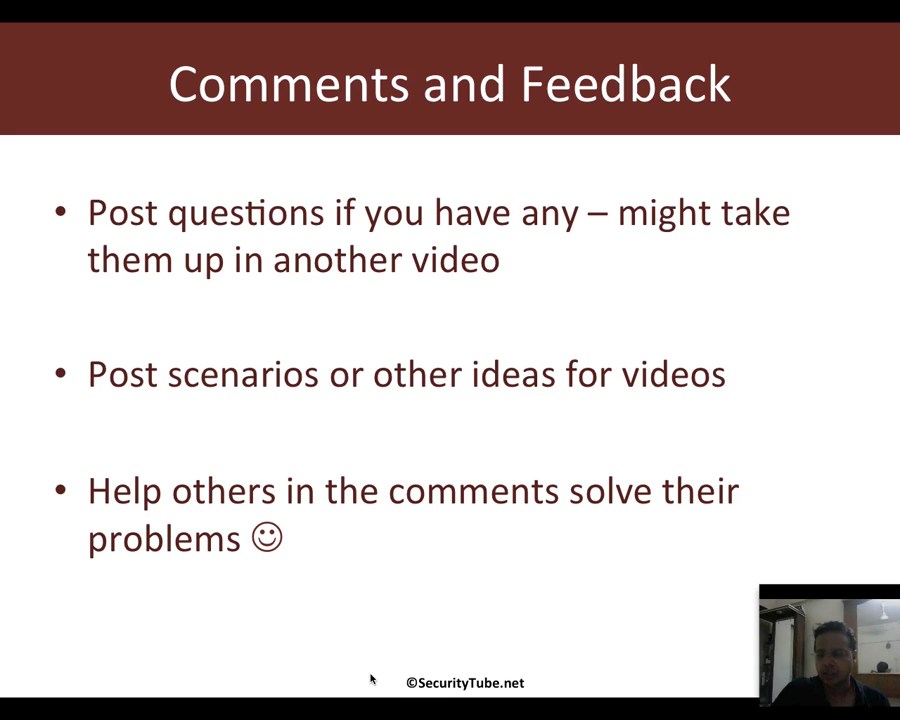 Comments and Feedback
• Post questions if you have any – might take
them up in another video
• Post scenarios or other ideas for videos
• Help others in the comments solve their
problems ☺
©SecurityTube.net